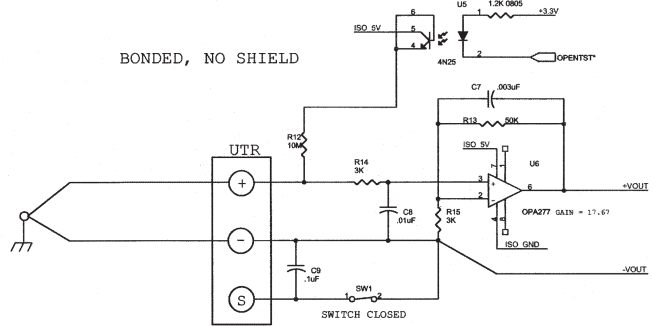 U5
1.2K 0805
+3.3V
1
6
ISO 5V
5
4
4N25
2
OPENTST*
BONDED, NO SHIELD
C7
.003uF
R13
50K
R12
10M
ISO 5V
7
1
U6
UTR
R14
3K
+
3
+
2
-
6
+VOUT
C8
.01uF
R15
3K
4
8
OPA277 GAIN = 17.67
ISO GND
-
C9
.1uF
-VOUT
SW1
1
2
S
SWITCH CLOSED